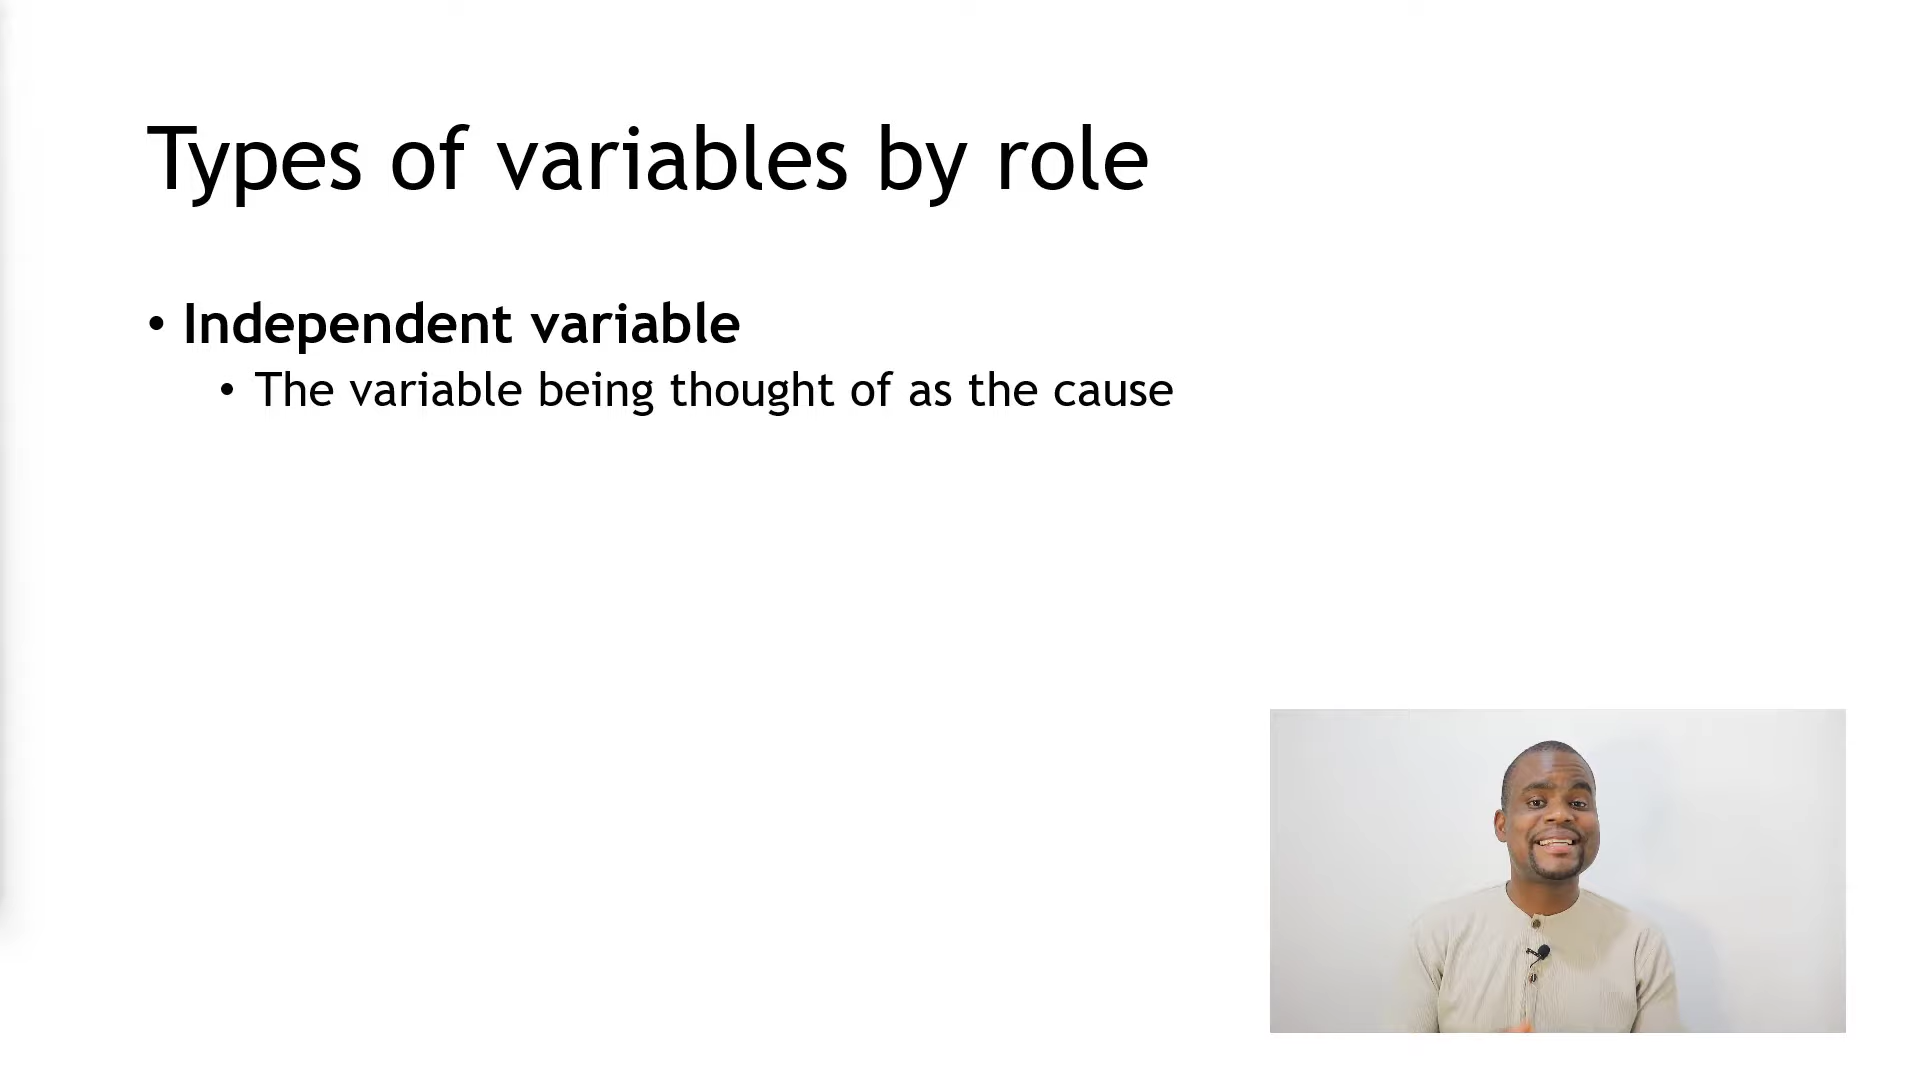 Types of variables by role
• Independent variable
• The variable being thought of as the cause